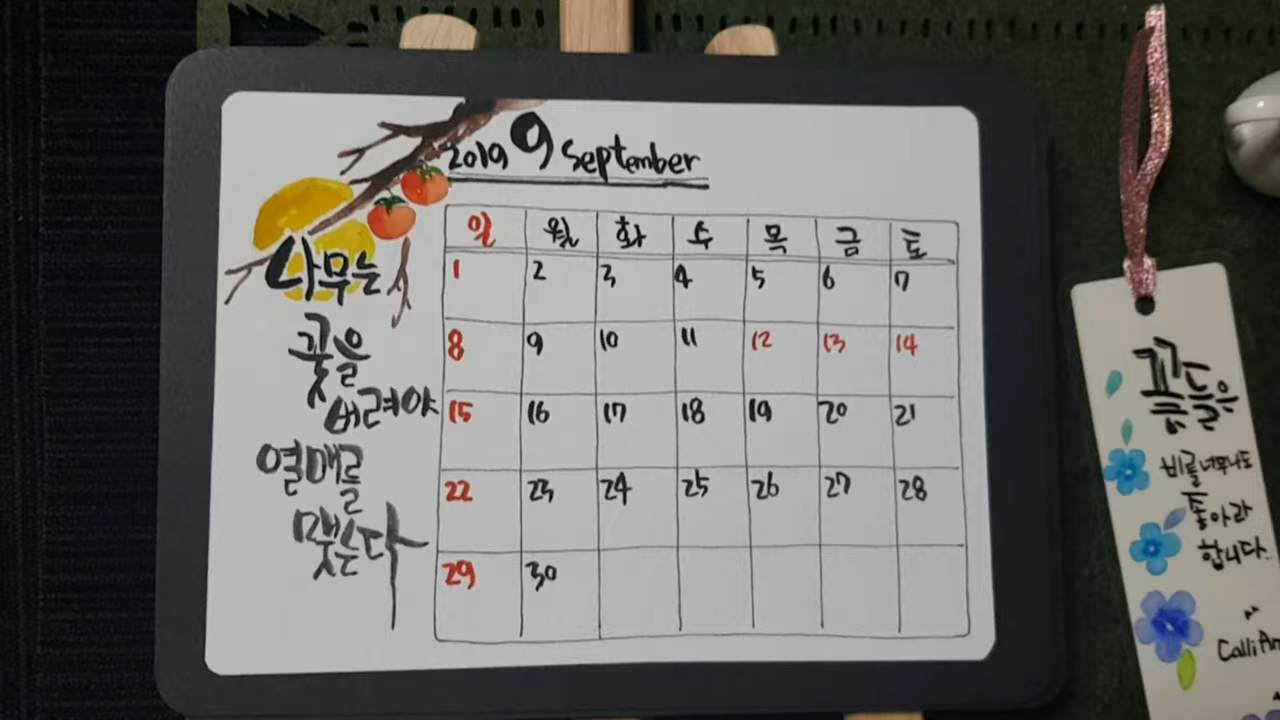 2019 9 September
일 월 화 수 목 금 토
1 2 3 4 5 6 7
8 9 10 11 12 13 14
15 16 17 18 19 20 21
22 23 24 25 26 27 28
29 30
나무는
꽃을
버려야
열매를
맺는다
꽃들은
비를 너무나도
좋아라
합니다.